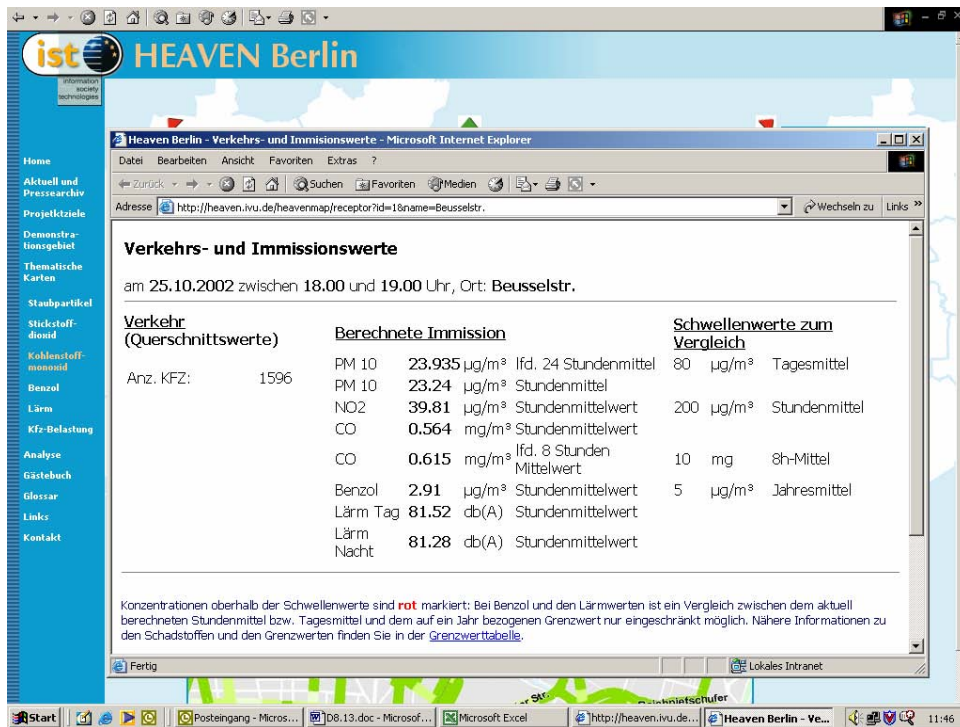 ist HEAVEN Berlin
information
society
technologies
Home
Aktuell und
Pressearchiv
Projetktziele
Demonstra-
tionsgebiet
Thematische
Karten
Staubpartikel
Stickstoff-
dioxid
Kohlenstoff-
monoxid
Benzol
Lärm
Kfz-Belastung
Analyse
Gästebuch
Glossar
Links
Kontakt
Heaven Berlin - Verkehrs- und Immisionswerte - Microsoft Internet Explorer
Datei Bearbeiten Ansicht Favoriten Extras ?
Zurück Suchen Favoriten Medien
Adresse http://heaven.ivu.de/heavenmap/receptor?id=1&name=Beusselstr. Wechseln zu Links »
Verkehrs- und Immissionswerte
am 25.10.2002 zwischen 18.00 und 19.00 Uhr, Ort: Beusselstr.
Verkehr
(Querschnittswerte)
Anz. KFZ: 1596
Berechnete Immission
Schwellenwerte zum
Vergleich
PM 10 23.935 µg/m³ lfd. 24 Stundenmittel 80 µg/m³ Tagesmittel
PM 10 23.24 µg/m³ Stundenmittel
NO2 39.81 µg/m³ Stundenmittelwert 200 µg/m³ Stundenmittel
CO 0.564 mg/m³ Stundenmittelwert
CO 0.615 mg/m³ lfd. 8 Stunden Mittelwert 10 mg 8h-Mittel
Benzol 2.91 µg/m³ Stundenmittelwert 5 µg/m³ Jahresmittel
Lärm Tag 81.52 db(A) Stundenmittelwert
Lärm Nacht 81.28 db(A) Stundenmittelwert
Konzentrationen oberhalb der Schwellenwerte sind rot markiert: Bei Benzol und den Lärmwerten ist ein Vergleich zwischen dem aktuell
berechneten Stundenmittel bzw. Tagesmittel und dem auf ein Jahr bezogenen Grenzwert nur eingeschränkt möglich. Nähere Informationen zu
den Schadstoffen und den Grenzwerten finden Sie in der Grenzwerttabelle.
Fertig Lokales Intranet
Str.
Start Posteingang - Micros... D8.13.doc - Microsof... Microsoft Excel http://heaven.ivu.de... Heaven Berlin - Ve... 11:46